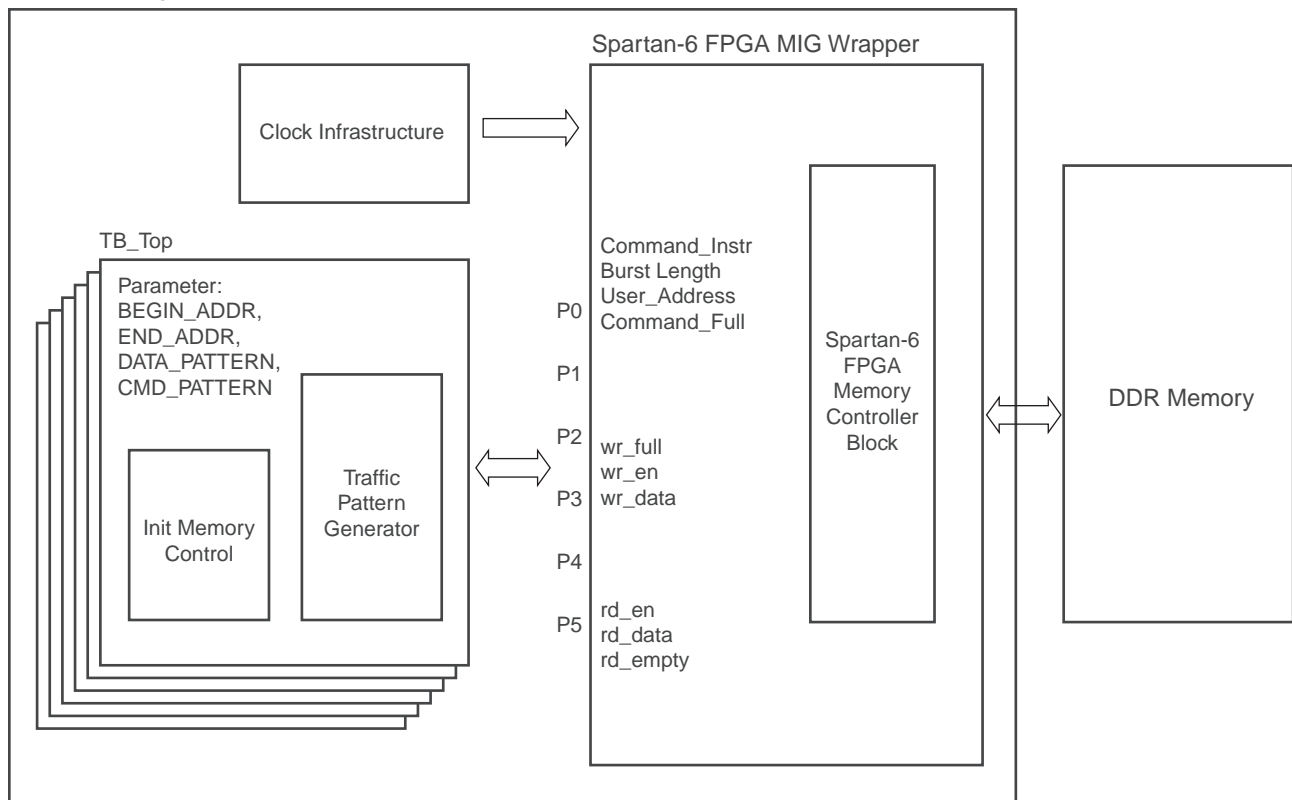 Spartan-6 FPGA MIG Wrapper
Clock Infrastructure
TB_Top
Parameter:
BEGIN_ADDR,
END_ADDR,
DATA_PATTERN,
CMD_PATTERN
Init Memory
Control
Traffic
Pattern
Generator
P0
P1
P2
P3
P4
P5
Command_Instr
Burst Length
User_Address
Command_Full
wr_full
wr_en
wr_data
rd_en
rd_data
rd_empty
Spartan-6
FPGA
Memory
Controller
Block
DDR Memory